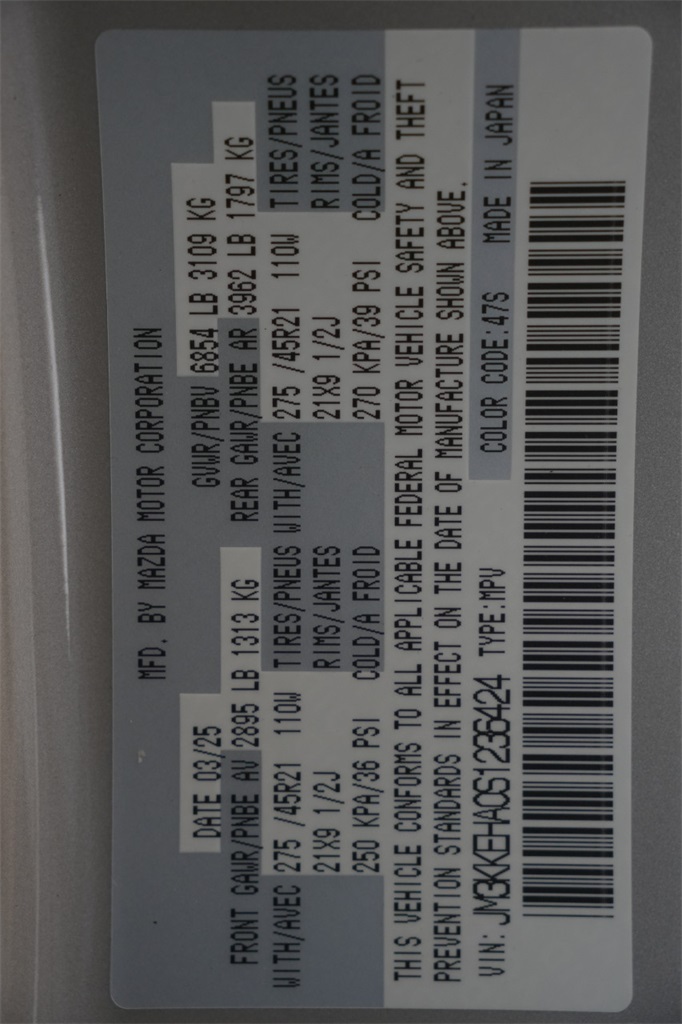 MFD. BY MAZDA MOTOR CORPORATION
DATE 03/25 GVWR/PNBV 6854 LB 3109 KG
FRONT GAWR/PNBE AV 2895 LB 1313 KG REAR GAWR/PNBE AR 3962 LB 1797 KG
WITH/AVEC 275 /45R21 110W TIRES/PNEUS WITH/AVEC 275 /45R21 110W TIRES/PNEUS
21X9 1/2J RIMS/JANTES 21X9 1/2J RIMS/JANTES
250 KPA/36 PSI COLD/A FROID 270 KPA/39 PSI COLD/A FROID
THIS VEHICLE CONFORMS TO ALL APPLICABLE FEDERAL MOTOR VEHICLE SAFETY AND THEFT
PREVENTION STANDARDS IN EFFECT ON THE DATE OF MANUFACTURE SHOWN ABOVE.
VIN: JM3KKEHA0S1236424 TYPE:MPV COLOR CODE:47S MADE IN JAPAN